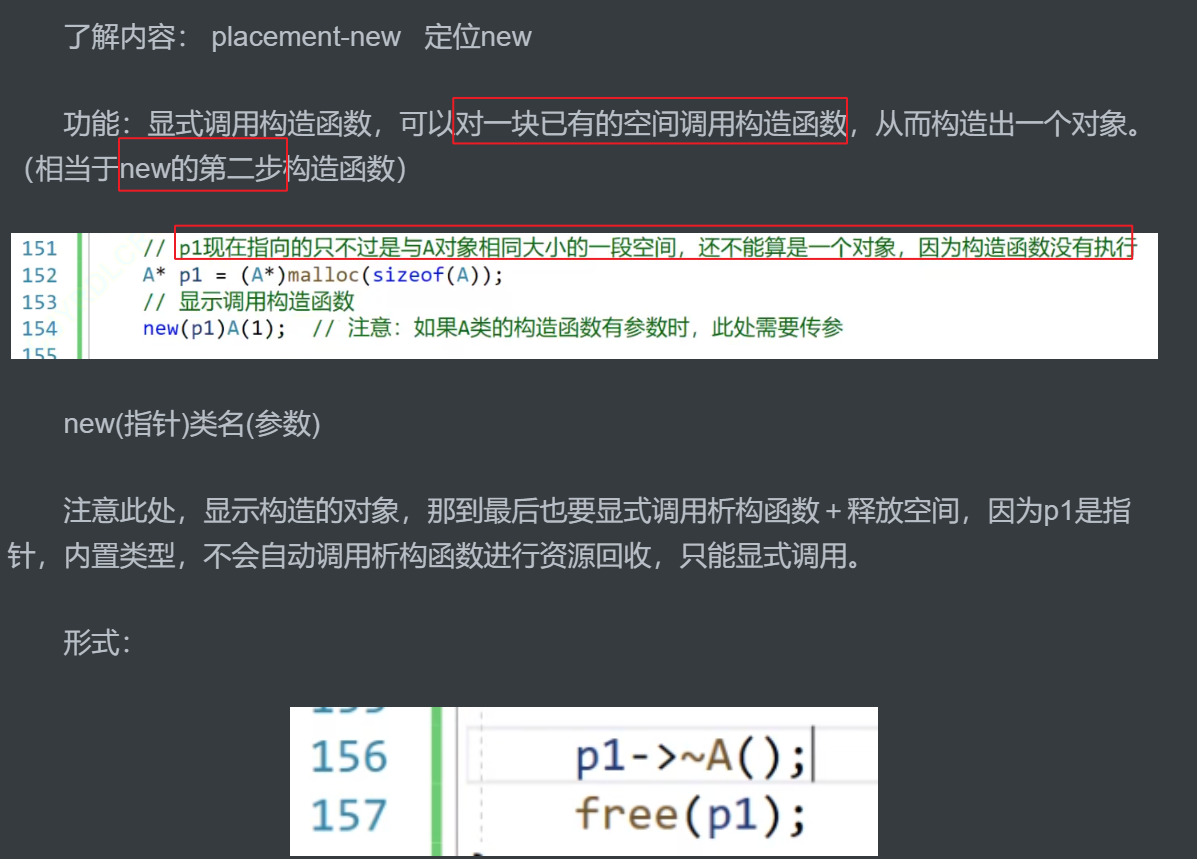 了解内容： placement-new 定位new
功能：显式调用构造函数，可以对一块已有的空间调用构造函数，从而构造出一个对象。
（相当于new的第二步构造函数）
151 // p1现在指向的只不过是与A对象相同大小的一段空间，还不能算是一个对象，因为构造函数没有执行
152 A* p1 = (A*)malloc(sizeof(A));
153 // 显示调用构造函数
154 new(p1)A(1); // 注意：如果A类的构造函数有参数时，此处需要传参
155
new(指针)类名(参数)
注意此处，显示构造的对象，那到最后也要显式调用析构函数＋释放空间，因为p1是指
针，内置类型，不会自动调用析构函数进行资源回收，只能显式调用。
形式：
156 p1->~A();
157 free(p1);